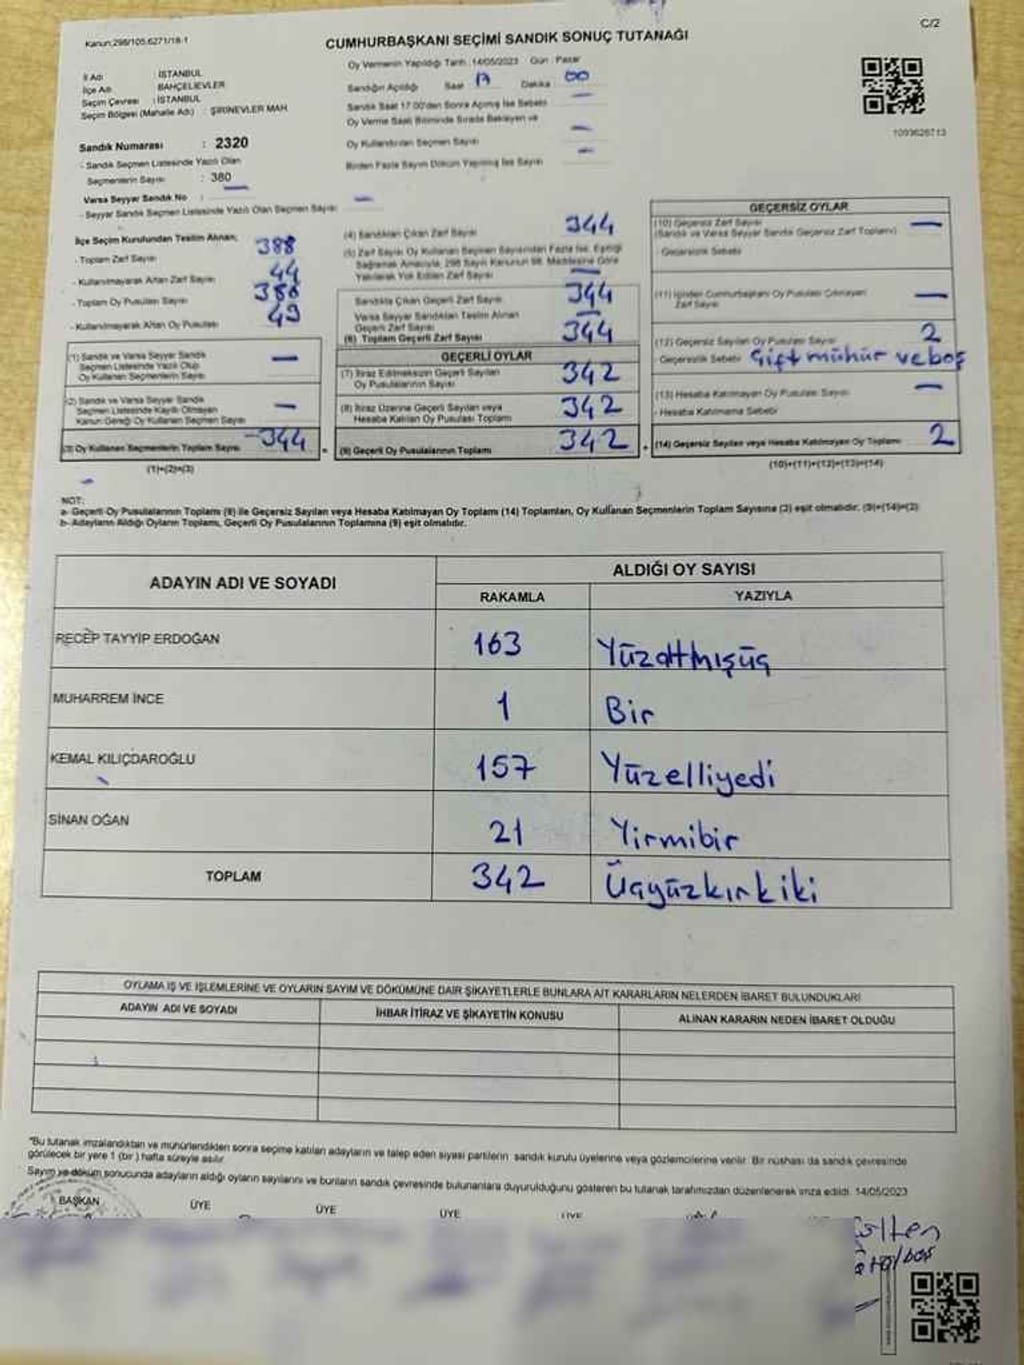 C/2
Kanun:298/105,6271/18-1
CUMHURBAŞKANI SEÇİMİ SANDIK SONUÇ TUTANAĞI
İl Adı : İSTANBUL
İlçe Adı : BAHÇELİEVLER
Seçim Çevresi : İSTANBUL
Seçim Bölgesi (Mahalle Adı) : ŞİRİNEVLER MAH.
Sandık Numarası : 2320
- Sandık Seçmen Listesinde Yazılı Olan
Seçmenlerin Sayısı : 380
Varsa Seyyar Sandık No : —
- Seyyar Sandık Seçmen Listesinde Yazılı Olan Seçmen Sayısı —
Oy Vermenin Yapıldığı Tarih :14/05/2023 Gün : Pazar
Sandığın Açıldığı Saat 17 Dakika 00
Sandık Saat 17.00'den Sonra Açılmış İse Sebebi —
Oy Verme Saati Bitiminde Sırada Bekleyen ve
Oy Kullandırılan Seçmen Sayısı —
Birden Fazla Sayım Döküm Yapılmış İse Sayısı —
1093626713
İlçe Seçim Kurulundan Teslim Alınan;
- Toplam Zarf Sayısı 388
- Kullanılmayarak Artan Zarf Sayısı 44
- Toplam Oy Pusulası Sayısı 388
- Kullanılmayarak Artan Oy Pusulası 43
(1) Sandık ve Varsa Seyyar Sandık
Seçmen Listesinde Yazılı Olup
Oy Kullanan Seçmenlerin Sayısı —
(2) Sandık ve Varsa Seyyar Sandık
Seçmen Listesinde Kayıtlı Olmayan
Kanun Gereği Oy Kullanan Seçmen Sayısı —
(3) Oy Kullanan Seçmenlerin Toplam Sayısı 344
(1)+(2)=(3)
(4) Sandıktan Çıkan Zarf Sayısı 344
(5) Zarf Sayısı Oy Kullanan Seçmen Sayısından Fazla İse, Eşitliği
Sağlamak Amacıyla, 298 Sayılı Kanunun 98. Maddesine Göre
Yakılarak Yok Edilen Zarf Sayısı —
Sandıkta Çıkan Geçerli Zarf Sayısı 344
Varsa Seyyar Sandıktan Teslim Alınan
Geçerli Zarf Sayısı —
(6) Toplam Geçerli Zarf Sayısı 344
GEÇERLİ OYLAR
(7) İtiraz Edilmeksizin Geçerli Sayılan
Oy Pusulalarının Sayısı 342
(8) İtiraz Üzerine Geçerli Sayılan veya
Hesaba Katılan Oy Pusulası Toplamı 342
(9) Geçerli Oy Pusulalarının Toplamı 342
GEÇERSİZ OYLAR
(10) Geçersiz Zarf Sayısı —
(Sandık ve Varsa Seyyar Sandık Geçersiz Zarf Toplamı)
- Geçersizlik Sebebi
(11) İçinden Cumhurbaşkanı Oy Pusulası Çıkmayan
Zarf Sayısı —
(12) Geçersiz Sayılan Oy Pusulası Sayısı 2
- Geçersizlik Sebebi Çift mühür ve boş
(13) Hesaba Katılmayan Oy Pusulası Sayısı —
- Hesaba Katılmama Sebebi
(14) Geçersiz Sayılan veya Hesaba Katılmayan Oy Toplamı 2
(10)+(11)+(12)+(13)=(14)
NOT:
a- Geçerli Oy Pusulalarının Toplamı (9) ile Geçersiz Sayılan veya Hesaba Katılmayan Oy Toplamı (14) Toplamları, Oy Kullanan Seçmenlerin Toplam Sayısına (3) eşit olmalıdır. (9)+(14)=(3)
b- Adayların Aldığı Oyların Toplamı, Geçerli Oy Pusulalarının Toplamına (9) eşit olmalıdır.
ADAYIN ADI VE SOYADI ALDIĞI OY SAYISI
RAKAMLA YAZIYLA
RECEP TAYYİP ERDOĞAN 163 Yüzaltmışüç
MUHARREM İNCE 1 Bir
KEMAL KILIÇDAROĞLU 157 Yüzelliyedi
SİNAN OĞAN 21 Yirmibir
TOPLAM 342 Üçyüzkırkiki
OYLAMA İŞ VE İŞLEMLERİNE VE OYLARIN SAYIM VE DÖKÜMÜNE DAİR ŞİKAYETLERLE BUNLARA AİT KARARLARIN NELERDEN İBARET BULUNDUKLARI
ADAYIN ADI VE SOYADI İHBAR İTİRAZ VE ŞİKAYETİN KONUSU ALINAN KARARIN NEDEN İBARET OLDUĞU
*Bu tutanak imzalandıktan ve mühürlendikten sonra seçime katılan adayların ve talep eden siyasi partilerin sandık kurulu üyelerine veya gözlemcilerine verilir. Bir nüshası da sandık çevresinde
görülecek bir yere 1 (bir ) hafta süreyle asılır.
Sayım ve döküm sonucunda adayların aldığı oyların sayılarını ve bunların sandık çevresinde bulunanlara duyurulduğunu gösteren bu tutanak tarafımızdan düzenlenerek imza edildi. 14/05/2023
BAŞKAN ÜYE ÜYE ÜYE ÜYE